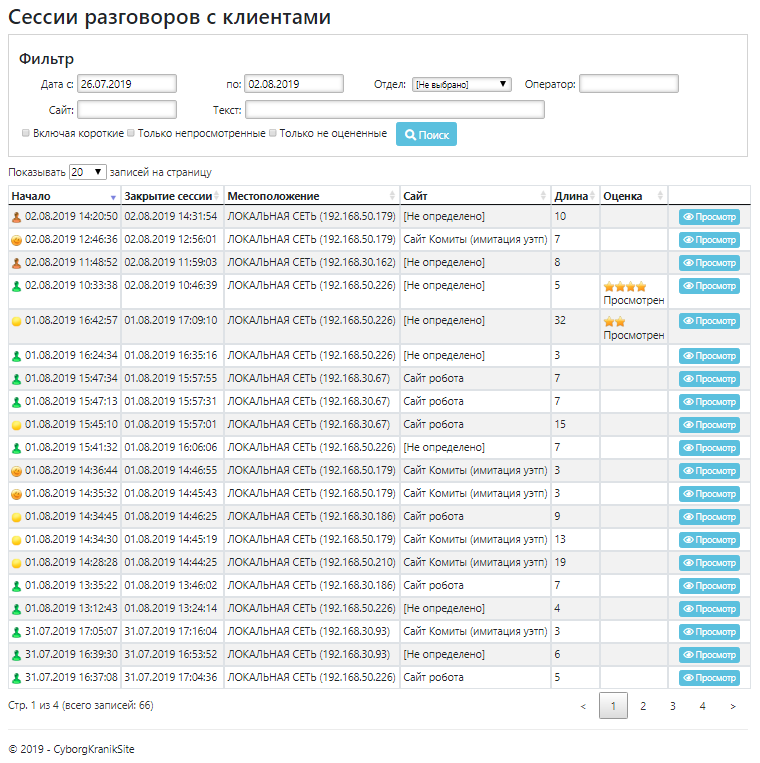 Сессии разговоров с клиентами
Фильтр
Дата с: 26.07.2019 по: 02.08.2019 Отдел: [Не выбрано] Оператор:
Сайт: Текст:
Включая короткие Только непросмотренные Только не оцененные Поиск
Показывать 20 записей на страницу
Начало Закрытие сессии Местоположение Сайт Длина Оценка
02.08.2019 14:20:50 02.08.2019 14:31:54 ЛОКАЛЬНАЯ СЕТЬ (192.168.50.179) [Не определено] 10 Просмотр
02.08.2019 12:46:36 02.08.2019 12:56:01 ЛОКАЛЬНАЯ СЕТЬ (192.168.50.179) Сайт Комиты (имитация уэтп) 7 Просмотр
02.08.2019 11:48:52 02.08.2019 11:59:03 ЛОКАЛЬНАЯ СЕТЬ (192.168.30.162) [Не определено] 8 Просмотр
02.08.2019 10:33:38 02.08.2019 10:46:39 ЛОКАЛЬНАЯ СЕТЬ (192.168.50.226) [Не определено] 5 Просмотр
Просмотрен
01.08.2019 16:42:57 01.08.2019 17:09:10 ЛОКАЛЬНАЯ СЕТЬ (192.168.50.226) [Не определено] 32 Просмотр
Просмотрен
01.08.2019 16:24:34 01.08.2019 16:35:16 ЛОКАЛЬНАЯ СЕТЬ (192.168.50.226) [Не определено] 3 Просмотр
01.08.2019 15:47:34 01.08.2019 15:57:55 ЛОКАЛЬНАЯ СЕТЬ (192.168.30.67) Сайт робота 7 Просмотр
01.08.2019 15:47:13 01.08.2019 15:57:31 ЛОКАЛЬНАЯ СЕТЬ (192.168.30.67) Сайт робота 7 Просмотр
01.08.2019 15:45:10 01.08.2019 15:57:01 ЛОКАЛЬНАЯ СЕТЬ (192.168.30.67) Сайт робота 15 Просмотр
01.08.2019 15:41:32 01.08.2019 16:06:06 ЛОКАЛЬНАЯ СЕТЬ (192.168.50.226) [Не определено] 7 Просмотр
01.08.2019 14:36:44 01.08.2019 14:46:55 ЛОКАЛЬНАЯ СЕТЬ (192.168.50.179) Сайт Комиты (имитация уэтп) 3 Просмотр
01.08.2019 14:35:32 01.08.2019 14:45:43 ЛОКАЛЬНАЯ СЕТЬ (192.168.50.179) Сайт Комиты (имитация уэтп) 3 Просмотр
01.08.2019 14:34:45 01.08.2019 14:46:25 ЛОКАЛЬНАЯ СЕТЬ (192.168.30.186) Сайт робота 9 Просмотр
01.08.2019 14:34:30 01.08.2019 14:45:19 ЛОКАЛЬНАЯ СЕТЬ (192.168.50.179) Сайт Комиты (имитация уэтп) 13 Просмотр
01.08.2019 14:28:28 01.08.2019 14:44:25 ЛОКАЛЬНАЯ СЕТЬ (192.168.50.210) Сайт Комиты (имитация уэтп) 19 Просмотр
01.08.2019 13:35:22 01.08.2019 13:46:02 ЛОКАЛЬНАЯ СЕТЬ (192.168.30.186) Сайт робота 7 Просмотр
01.08.2019 13:12:43 01.08.2019 13:24:14 ЛОКАЛЬНАЯ СЕТЬ (192.168.50.226) [Не определено] 4 Просмотр
31.07.2019 17:05:07 31.07.2019 17:16:04 ЛОКАЛЬНАЯ СЕТЬ (192.168.30.93) Сайт Комиты (имитация уэтп) 3 Просмотр
31.07.2019 16:39:30 31.07.2019 16:53:52 ЛОКАЛЬНАЯ СЕТЬ (192.168.30.93) [Не определено] 6 Просмотр
31.07.2019 16:37:08 31.07.2019 17:04:36 ЛОКАЛЬНАЯ СЕТЬ (192.168.50.226) Сайт робота 5 Просмотр
Стр. 1 из 4 (всего записей: 66) < 1 2 3 4 >
© 2019 - CyborgKranikSite